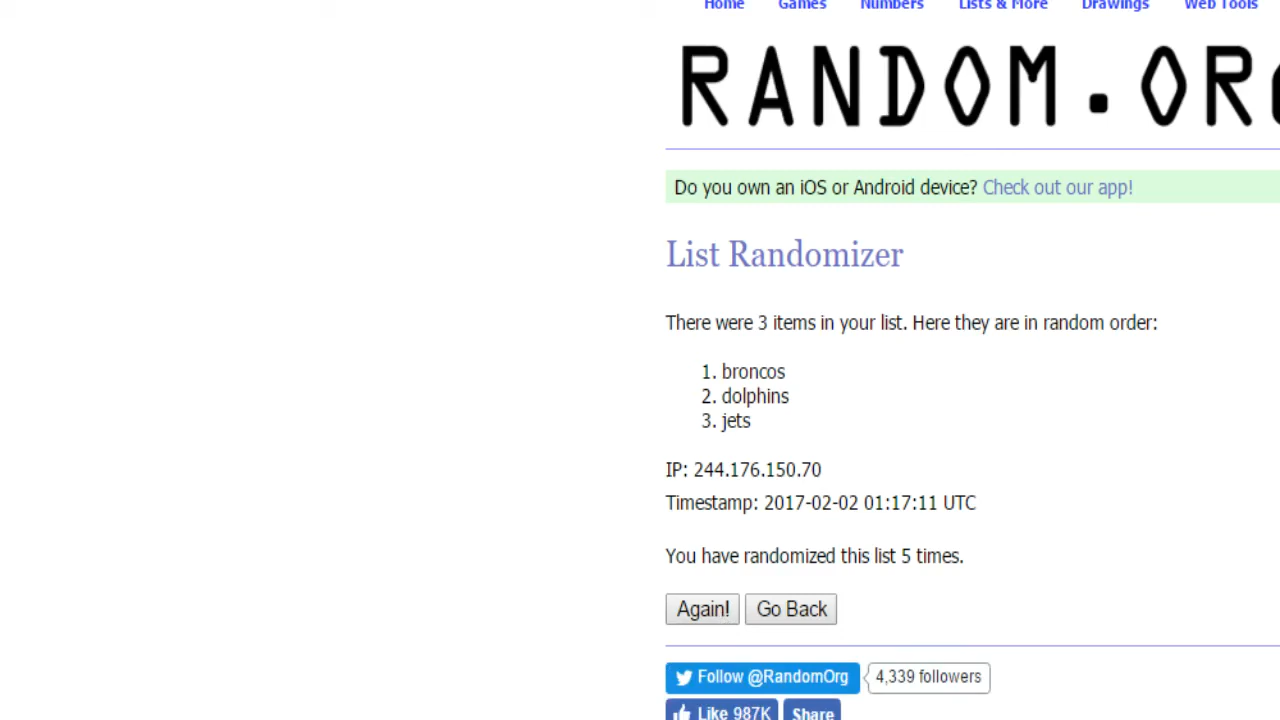 Home Games Numbers Lists & More Drawings Web Tools
RANDOM.ORG
Do you own an iOS or Android device? Check out our app!
List Randomizer
There were 3 items in your list. Here they are in random order:
1. broncos
2. dolphins
3. jets
IP: 244.176.150.70
Timestamp: 2017-02-02 01:17:11 UTC
You have randomized this list 5 times.
Again! Go Back
Follow @RandomOrg 4,339 followers
Like 987K Share